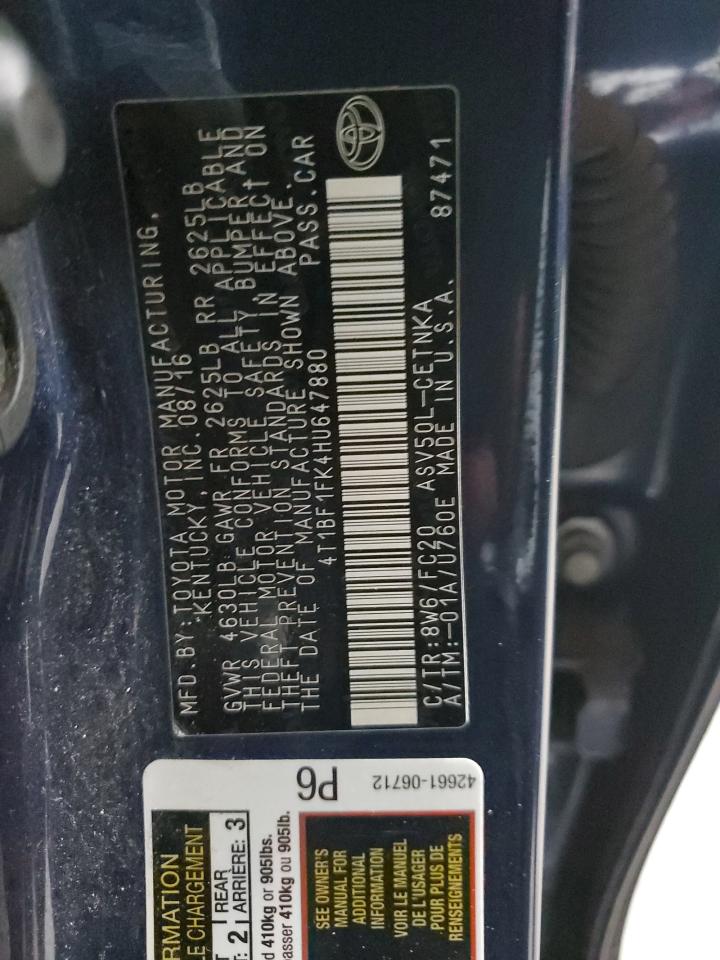 MFD. BY: TOYOTA MOTOR MANUFACTURING,
KENTUCKY, INC. 08/16
GVWR 4630LB GAWR FR 2625LB RR 2625LB
THIS VEHICLE CONFORMS TO ALL APPLICABLE
FEDERAL MOTOR VEHICLE SAFETY, BUMPER, AND
THEFT PREVENTION STANDARDS IN EFFECT ON
THE DATE OF MANUFACTURE SHOWN ABOVE.
4T1BF1FK4HU647880 PASS. CAR
C/TR: 8W6/FC20 ASV50L-CETNKA 87471
A/TM:-01A/U760E MADE IN U.S.A.
P6
42661-06712
RMATION
LE CHARGEMENT
T: 2 REAR
ARRIÈRE: 3
d 410kg or 905lbs.
asser 410kg ou 905lb.
SEE OWNER'S
MANUAL FOR
ADDITIONAL
INFORMATION
VOIR LE MANUEL
DE L'USAGER
POUR PLUS DE
RENSEIGNEMENTS